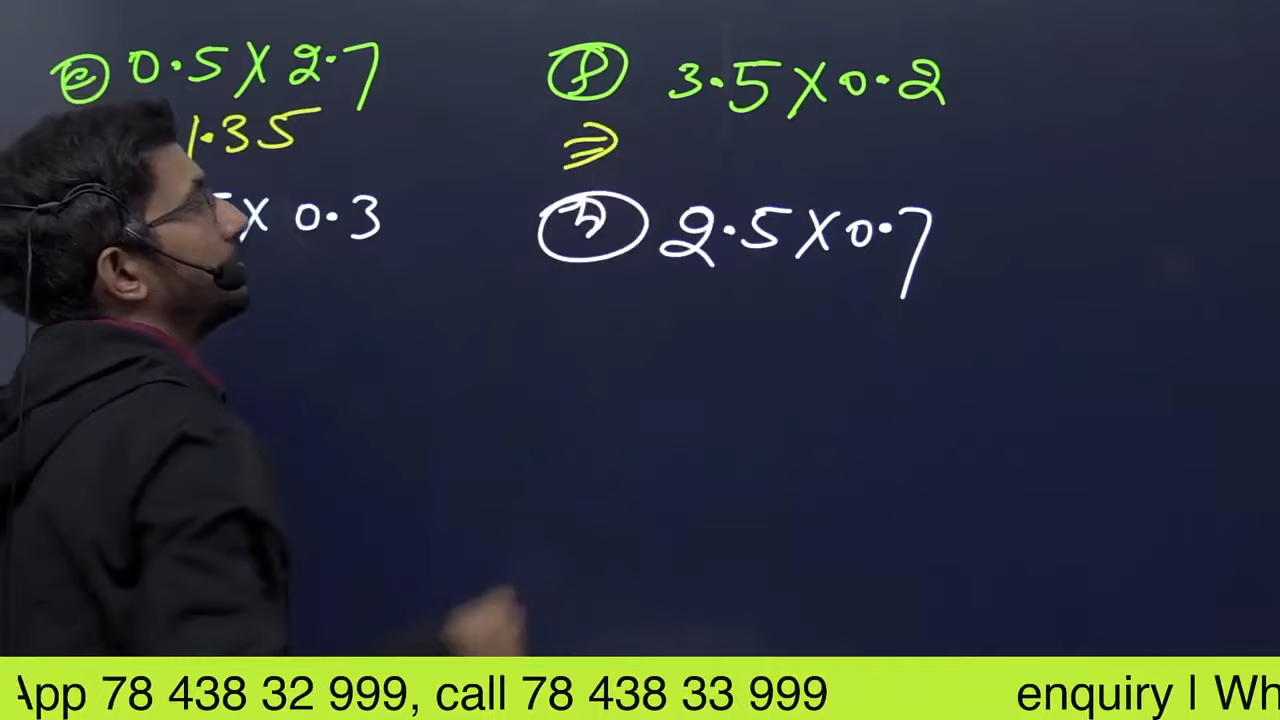 (e) 0.5 X 2.7
1.35
X 0.3
(f) 3.5 X 0.2
⇒
(h) 2.5 X 0.7
App 78 438 32 999, call 78 438 33 999 enquiry | Wh